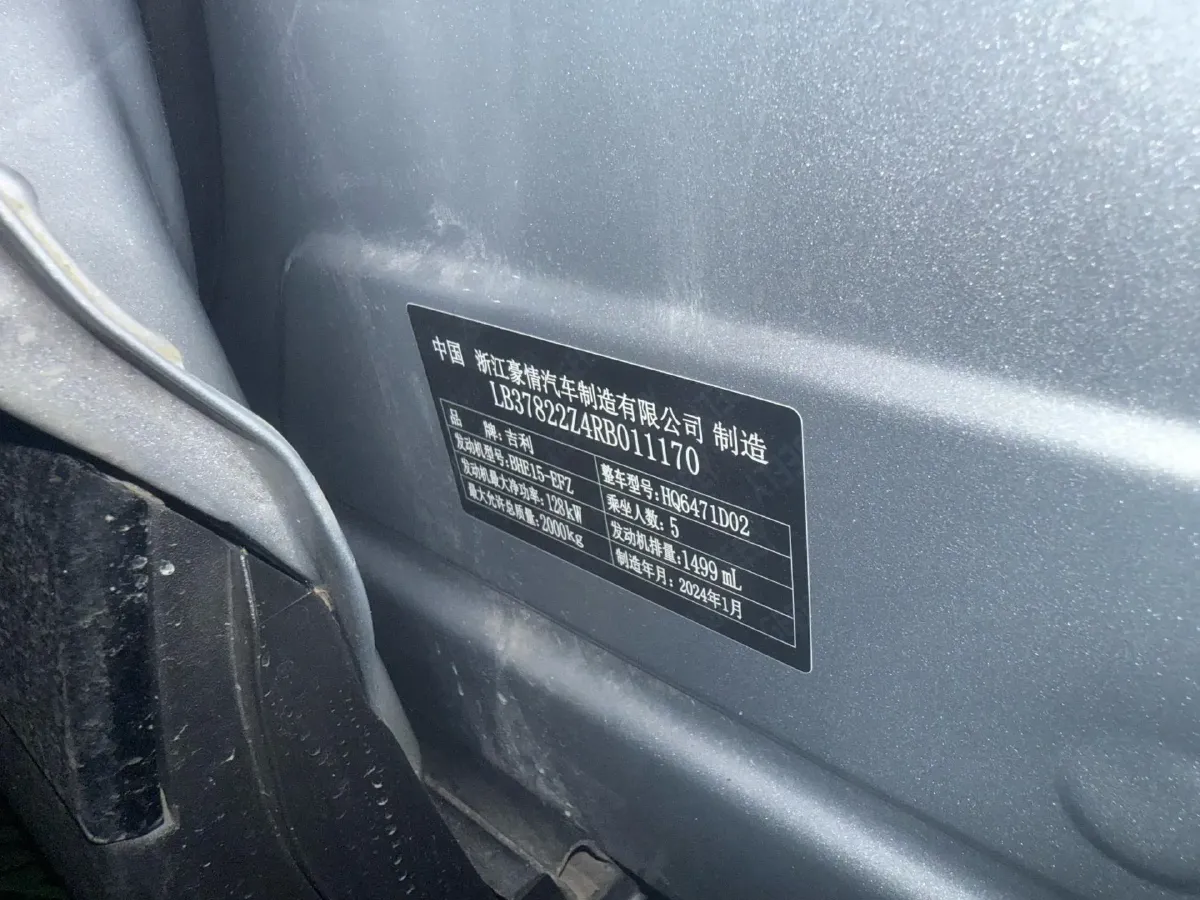 中国 浙江豪情汽车制造有限公司 制造
LB37822Z4RB011170
品 牌:吉利 整车型号:HQ6471D02
发动机型号:BHE15-EFZ 乘坐人数:5
发动机最大净功率:128kW 发动机排量:1499 mL
最大允许总质量:2000kg 制造年月:2024年1月